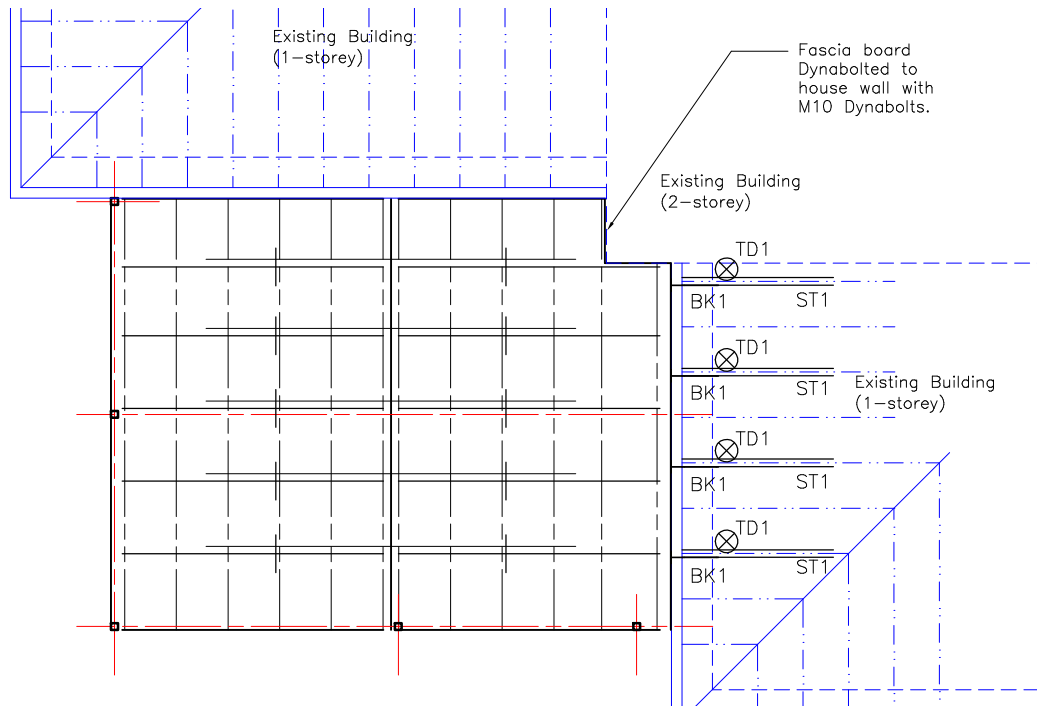 Existing Building
(1-storey)
Fascia board
Dynabolted to
house wall with
M10 Dynabolts.
Existing Building
(2-storey)
TD1
BK1
ST1
TD1
BK1
ST1
Existing Building
(1-storey)
TD1
BK1
ST1
TD1
BK1
ST1